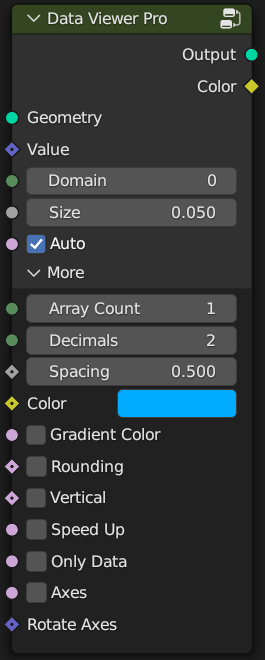 Data Viewer Pro
Output
Color
Geometry
Value
Domain 0
Size 0.050
Auto
More
Array Count 1
Decimals 2
Spacing 0.500
Color
Gradient Color
Rounding
Vertical
Speed Up
Only Data
Axes
Rotate Axes